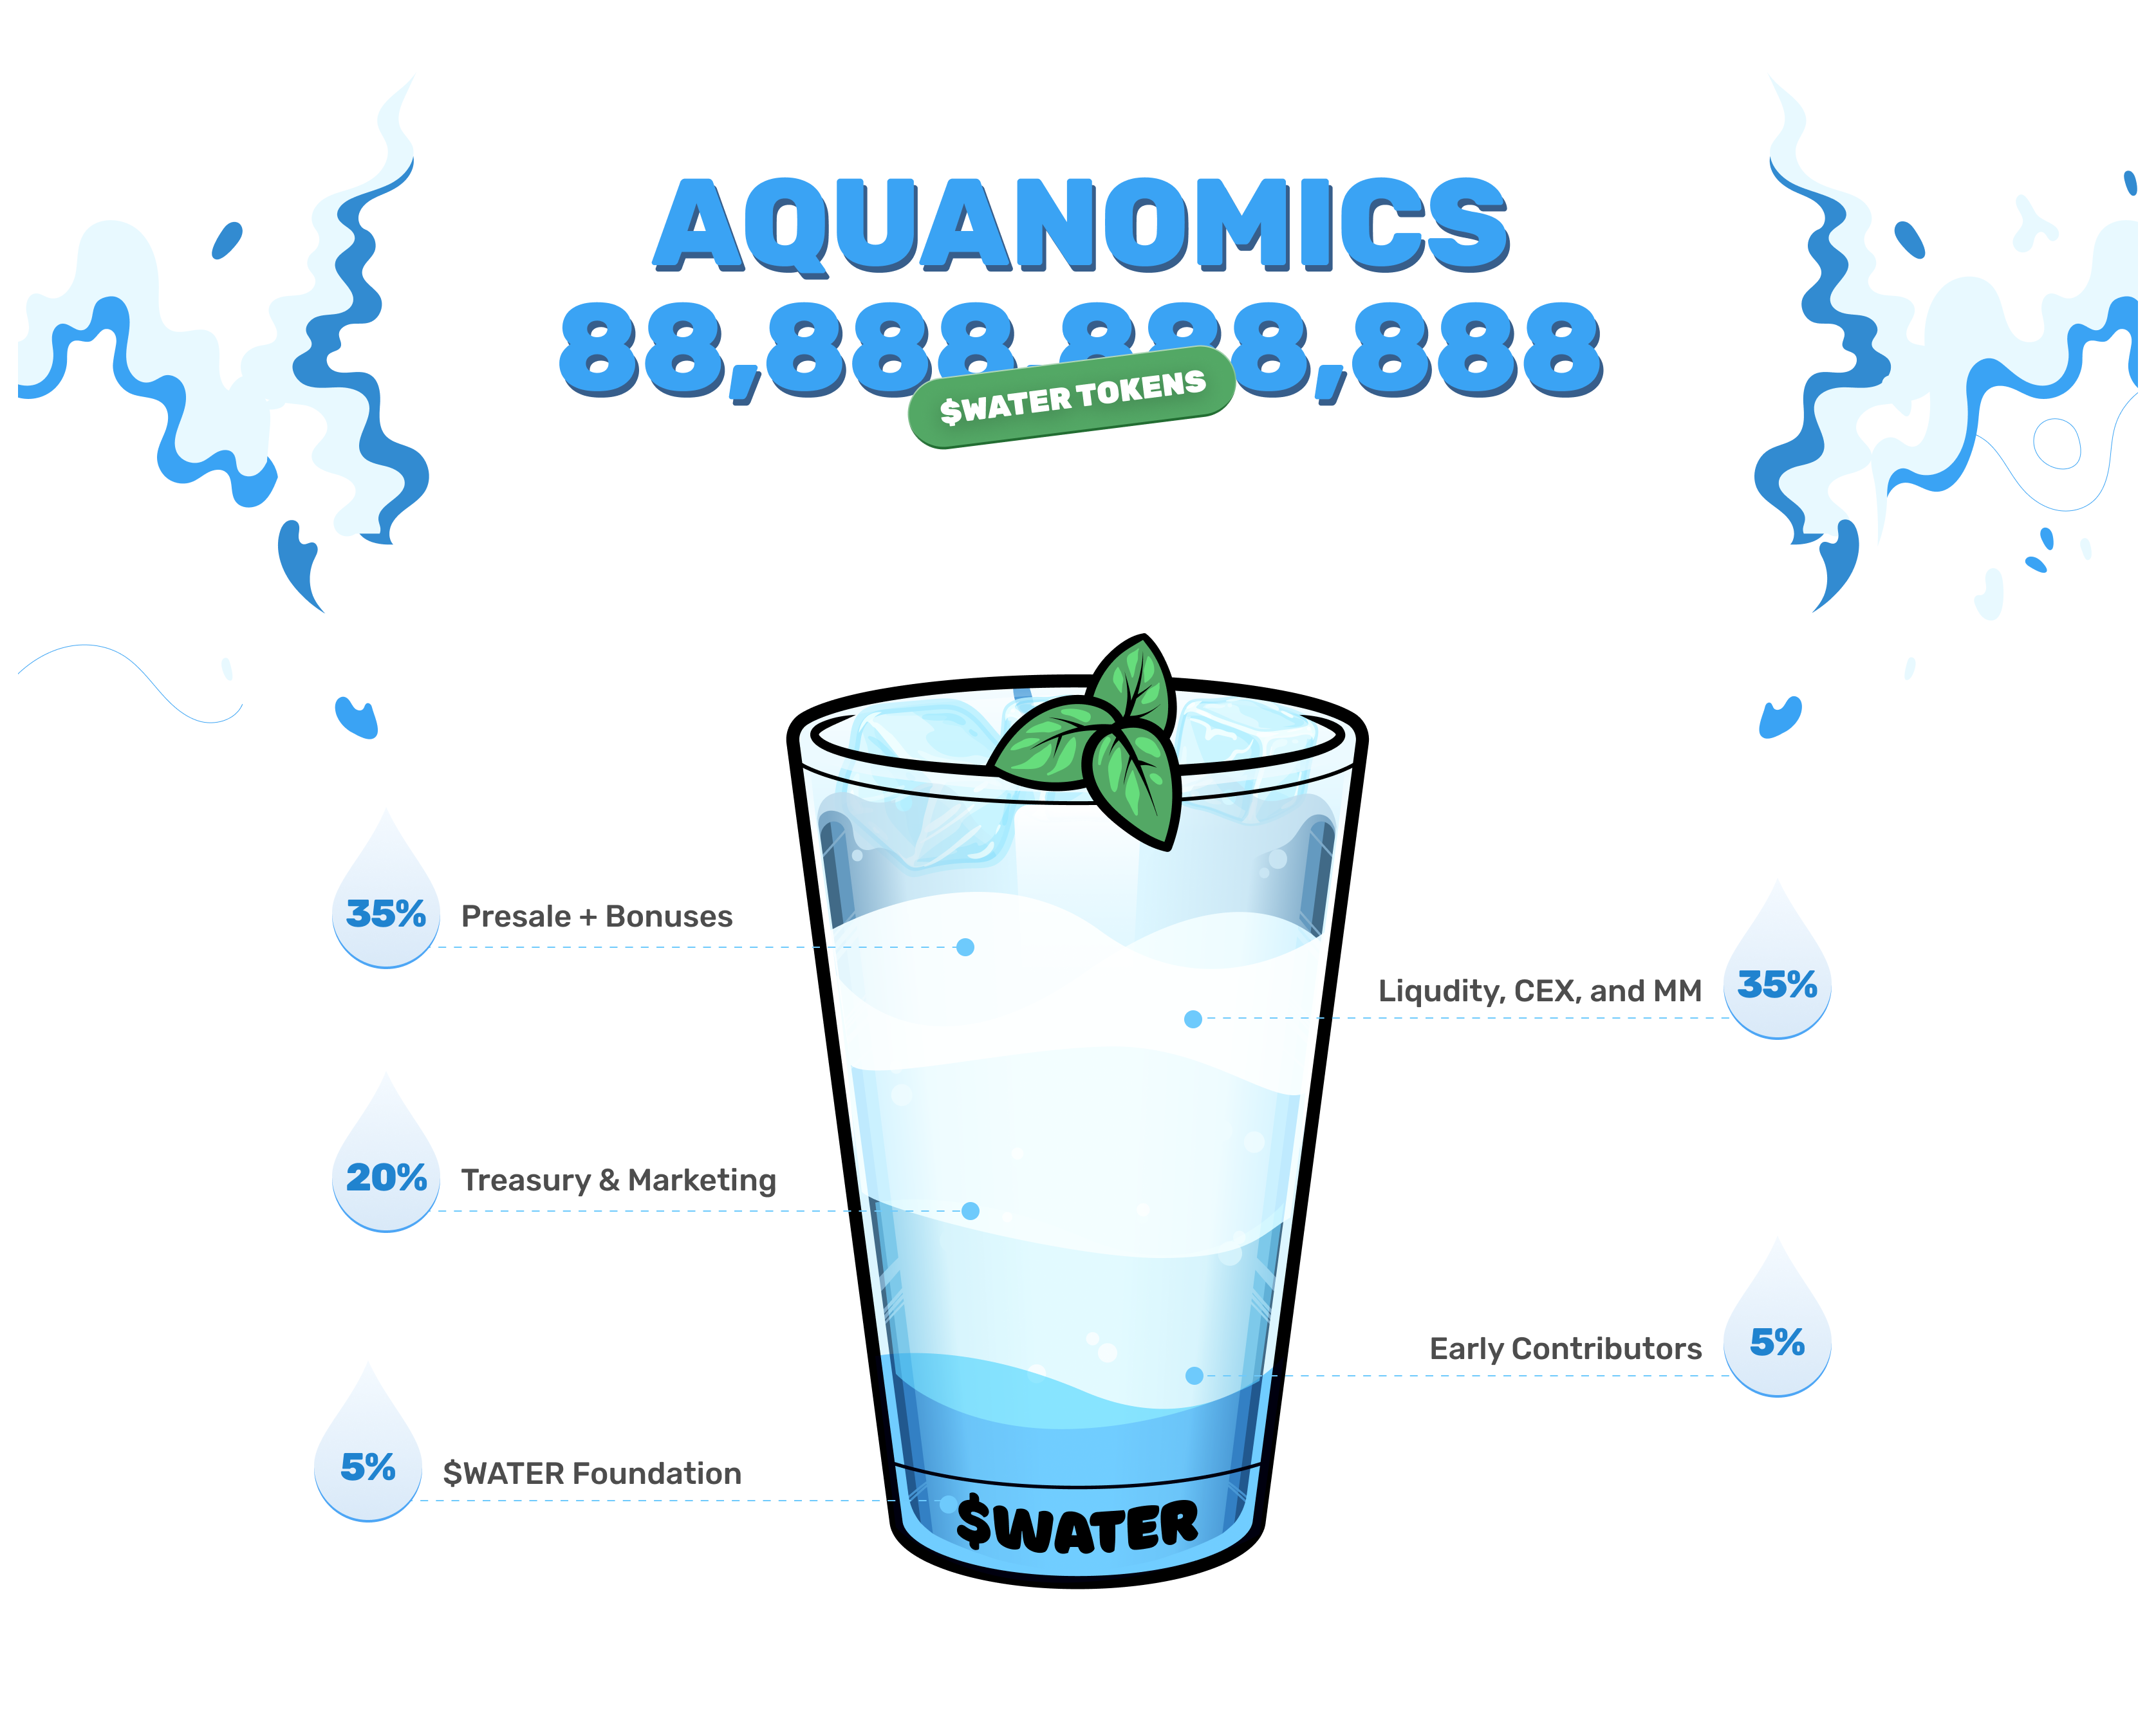 AQUANOMICS
88,888,888,888
$WATER TOKENS
35% Presale + Bonuses
Liqudity, CEX, and MM 35%
20% Treasury & Marketing
Early Contributors 5%
5% $WATER Foundation
$WATER